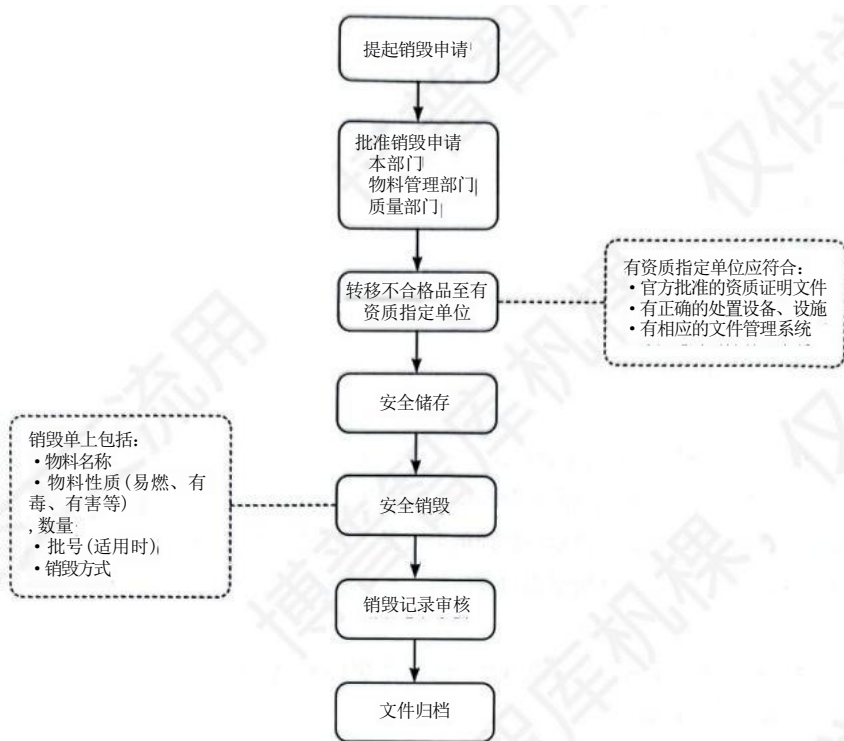 提起销毁申请
批准销毁申请
本部门
物料管理部门
质量部门
转移不合格品至有
资质指定单位
有资质指定单位应符合：
•官方批准的资质证明文件
•有正确的处置设备、设施
•有相应的文件管理系统
安全储存
销毁单上包括：
•物料名称
•物料性质(易燃、有
毒、有害等)
,数量
•批号(适用时)
•销毁方式
安全销毁
销毁记录审核
文件归档